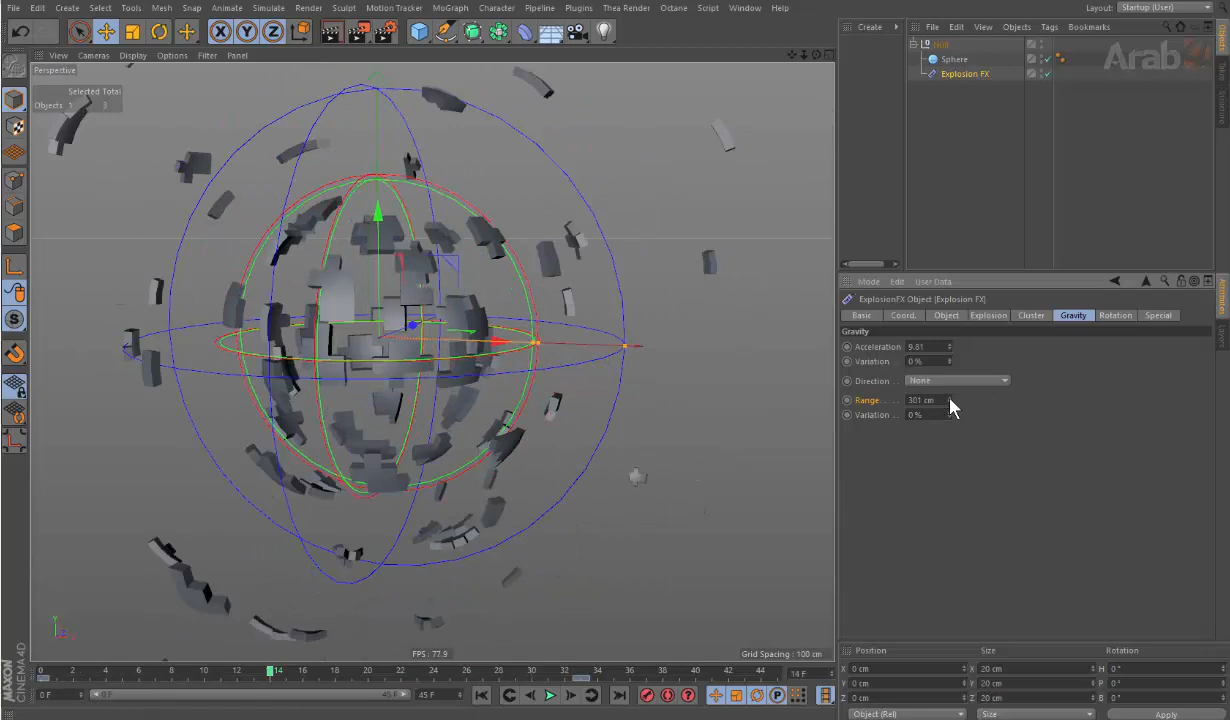 File Edit Create Select Tools Mesh Snap Animate Simulate Render Sculpt Motion Tracker MoGraph Character Pipeline Plugins Thea Render Octane Script Window Help Layout: Startup (User)
Create File Edit View Objects Tags Bookmarks
Null
Sphere
Explosion FX
Arab
Objects
Structure
View Cameras Display Options Filter Panel
Perspective
Selected Total
Objects 1 3
Mode Edit User Data
ExplosionFX Object [Explosion FX]
Basic Coord. Object Explosion Cluster Gravity Rotation Special
Gravity
Acceleration 9.81
Variation . . 0 %
Direction . . None
Range . . . . 301 cm
Variation . . 0 %
Attributes
Layers
FPS : 77.9
Grid Spacing : 100 cm
0 2 4 6 8 10 12 14 16 18 20 22 24 26 28 30 32 34 36 38 40 42 44 14 F
0 F 0 F 45 F 45 F
Position Size Rotation
X 0 cm X 20 cm H 0 °
Y 0 cm Y 20 cm P 0 °
Z 0 cm Z 20 cm B 0 °
Object (Rel) Size Apply
MAXON CINEMA 4D